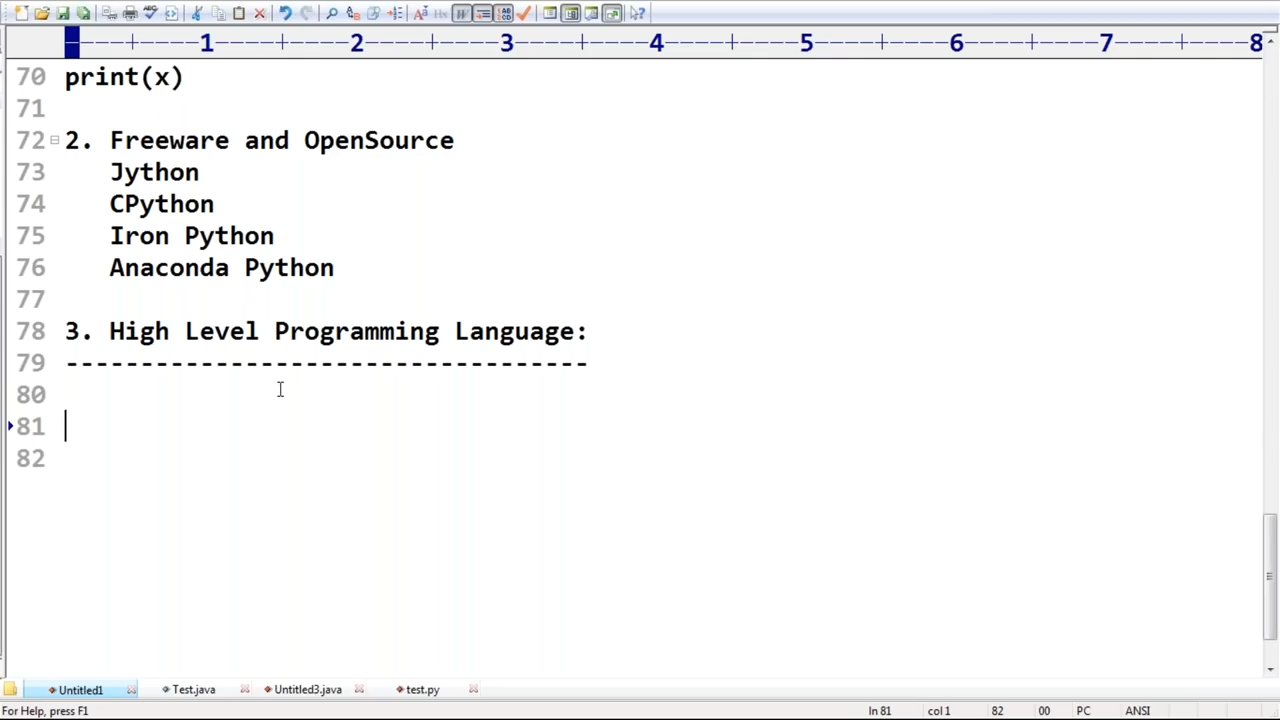 1 2 3 4 5 6 7 8
70 print(x)
71
72 2. Freeware and OpenSource
73 Jython
74 CPython
75 Iron Python
76 Anaconda Python
77
78 3. High Level Programming Language:
79 -----------------------------------
80
81
82
Untitled1 Test.java Untitled3.java test.py
For Help, press F1 ln 81 col 1 82 00 PC ANSI